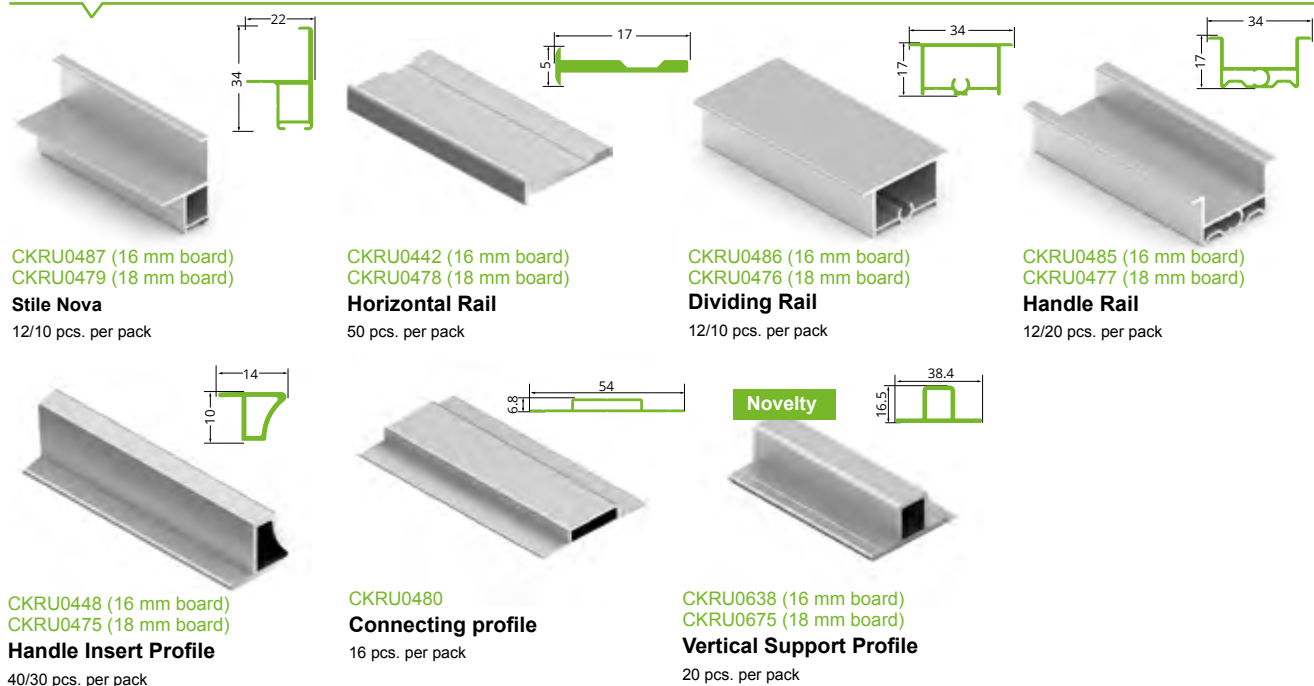 22
34
CKRU0487 (16 mm board)
CKRU0479 (18 mm board)
Stile Nova
12/10 pcs. per pack
17
5
CKRU0442 (16 mm board)
CKRU0478 (18 mm board)
Horizontal Rail
50 pcs. per pack
34
17
CKRU0486 (16 mm board)
CKRU0476 (18 mm board)
Dividing Rail
12/10 pcs. per pack
34
17
CKRU0485 (16 mm board)
CKRU0477 (18 mm board)
Handle Rail
12/20 pcs. per pack
14
10
CKRU0448 (16 mm board)
CKRU0475 (18 mm board)
Handle Insert Profile
40/30 pcs. per pack
54
6.8
CKRU0480
Connecting profile
16 pcs. per pack
Novelty
38.4
16.5
CKRU0638 (16 mm board)
CKRU0675 (18 mm board)
Vertical Support Profile
20 pcs. per pack